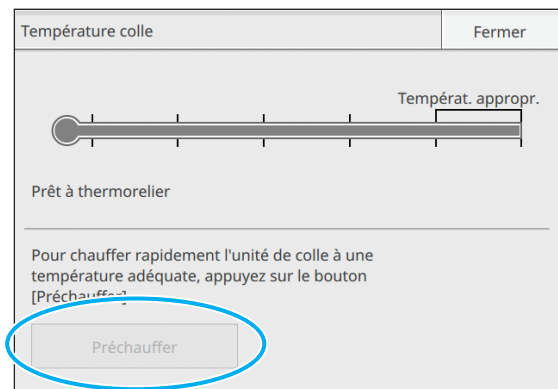 Température colle
Fermer
Températ. appropr.
Prêt à thermorelier
Pour chauffer rapidement l'unité de colle à une
température adéquate, appuyez sur le bouton
[Préchauffer]
Préchauffer